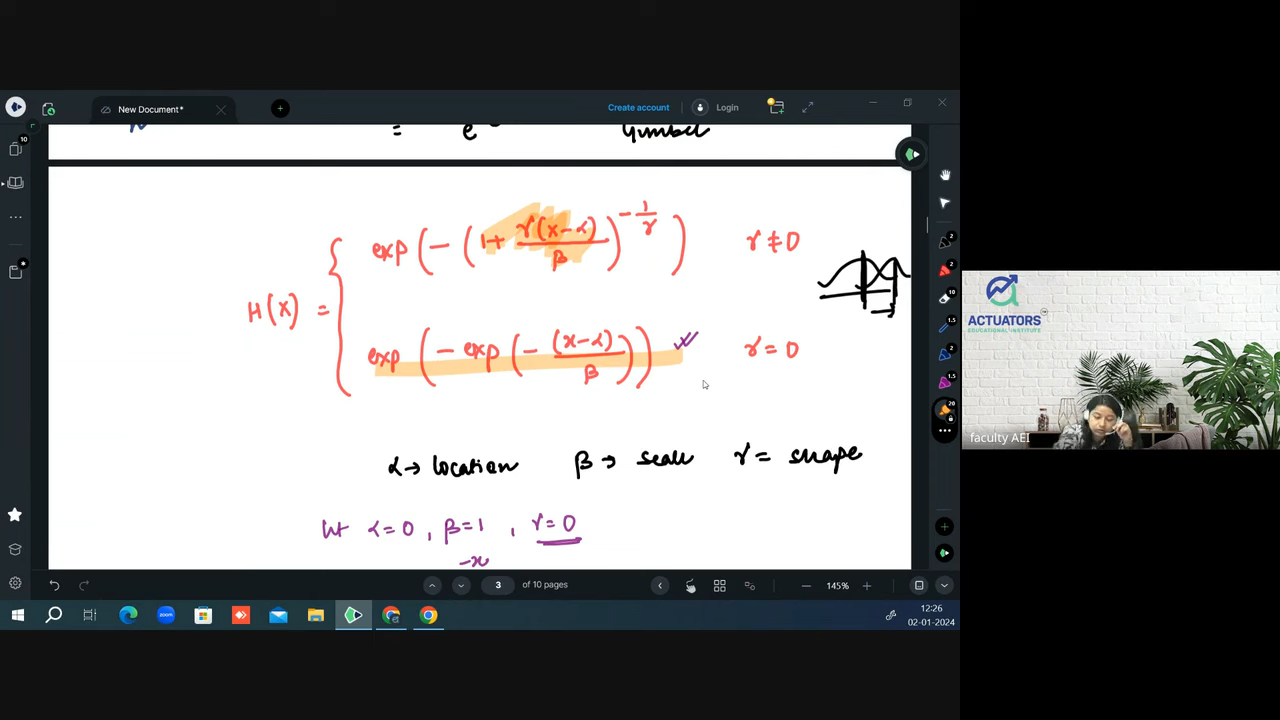 New Document*
Create account
Login
= e Gumbel
H(X) = { exp(-(1+ γ(x-α)/β)^(-1/γ)) γ ≠ 0
exp(-exp(-(x-α)/β)) γ = 0
α → location β → scale γ = shape
let α=0, β=1, γ=0
-x
ACTUATORS
EDUCATIONAL INSTITUTE
faculty AEI
3 of 10 pages
145%
12:26
02-01-2024